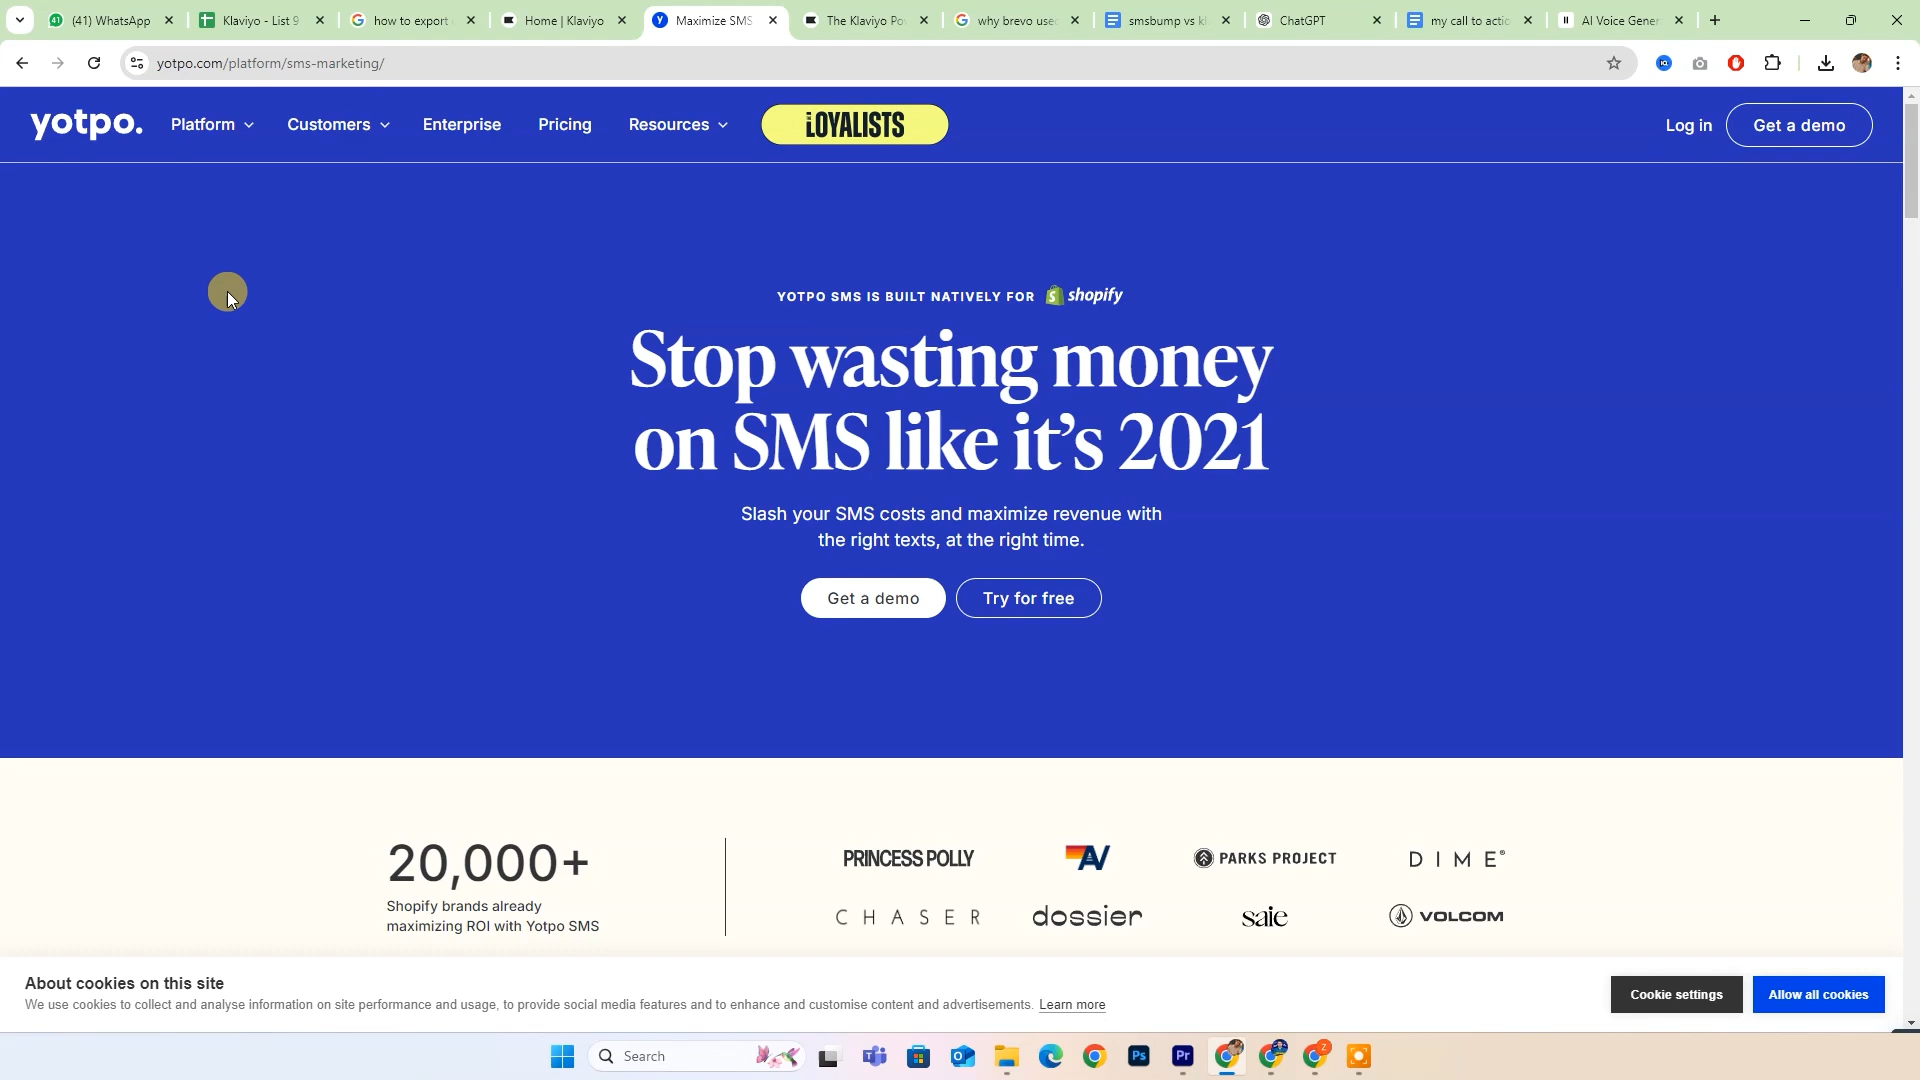 41
(41) WhatsApp
Klaviyo - List 9
how to export
Home | Klaviyo
y
Maximize SMS
The Klaviyo Po
why brevo use
smsbump vs kl
ChatGPT
my call to actio
AI Voice Gener
yotpo.com/platform/sms-marketing/
yotpo.
Platform
Customers
Enterprise
Pricing
Resources
THE LOYALISTS
Log in
Get a demo
YOTPO SMS IS BUILT NATIVELY FOR shopify
Stop wasting money
on SMS like it's 2021
Slash your SMS costs and maximize revenue with
the right texts, at the right time.
Get a demo
Try for free
20,000+
Shopify brands already
maximizing ROI with Yotpo SMS
PRINCESS POLLY
AV
PARKS PROJECT
DIME
CHASER
dossier
saie
VOLCOM
About cookies on this site
We use cookies to collect and analyse information on site performance and usage, to provide social media features and to enhance and customise content and advertisements. Learn more
Cookie settings
Allow all cookies
Search
Ps
Pr